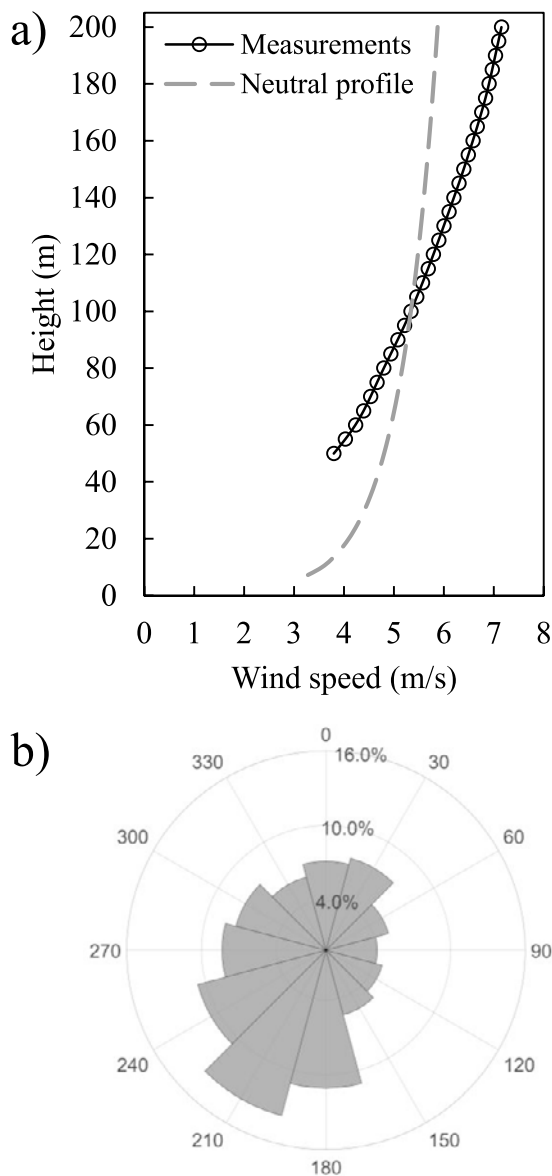 a)
Measurements
Neutral profile
200
180
160
140
120
100
80
60
40
20
0
Height (m)
0 1 2 3 4 5 6 7 8
Wind speed (m/s)
b)
0
330 16.0% 30
300 10.0% 60
4.0%
270 90
240 120
210 150
180